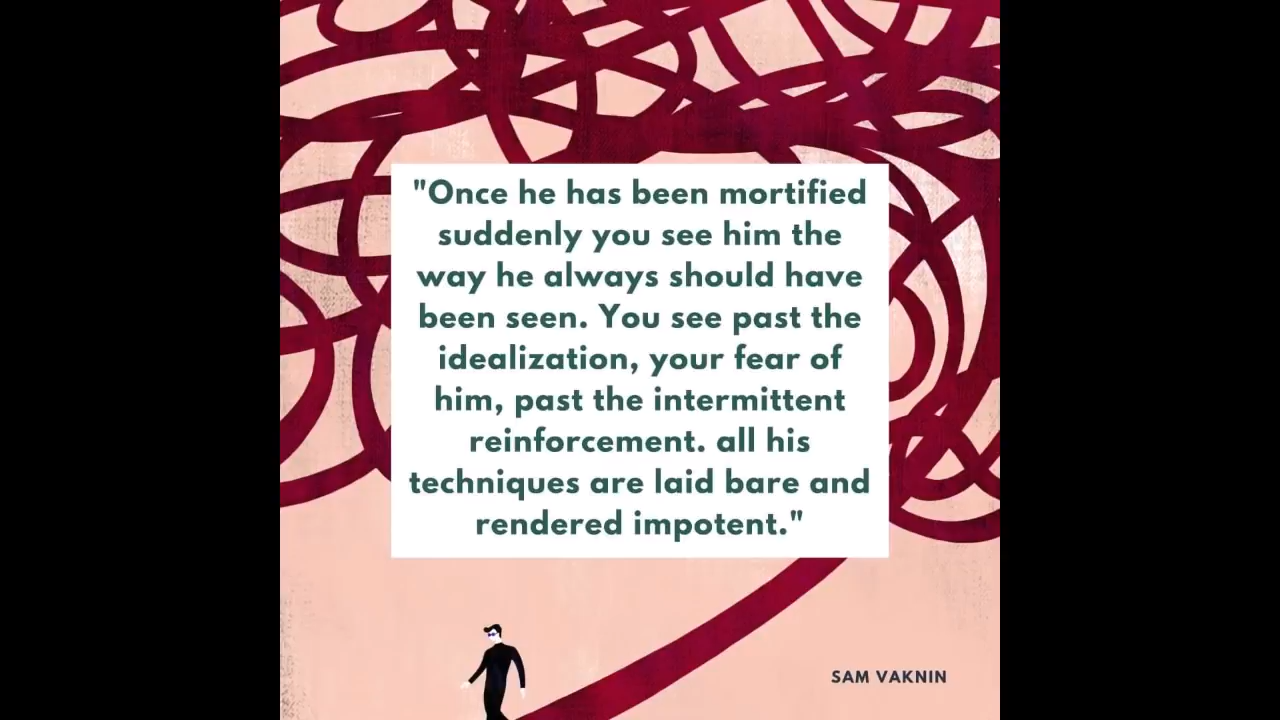 "Once he has been mortified
suddenly you see him the
way he always should have
been seen. You see past the
idealization, your fear of
him, past the intermittent
reinforcement. all his
techniques are laid bare and
rendered impotent."
SAM VAKNIN